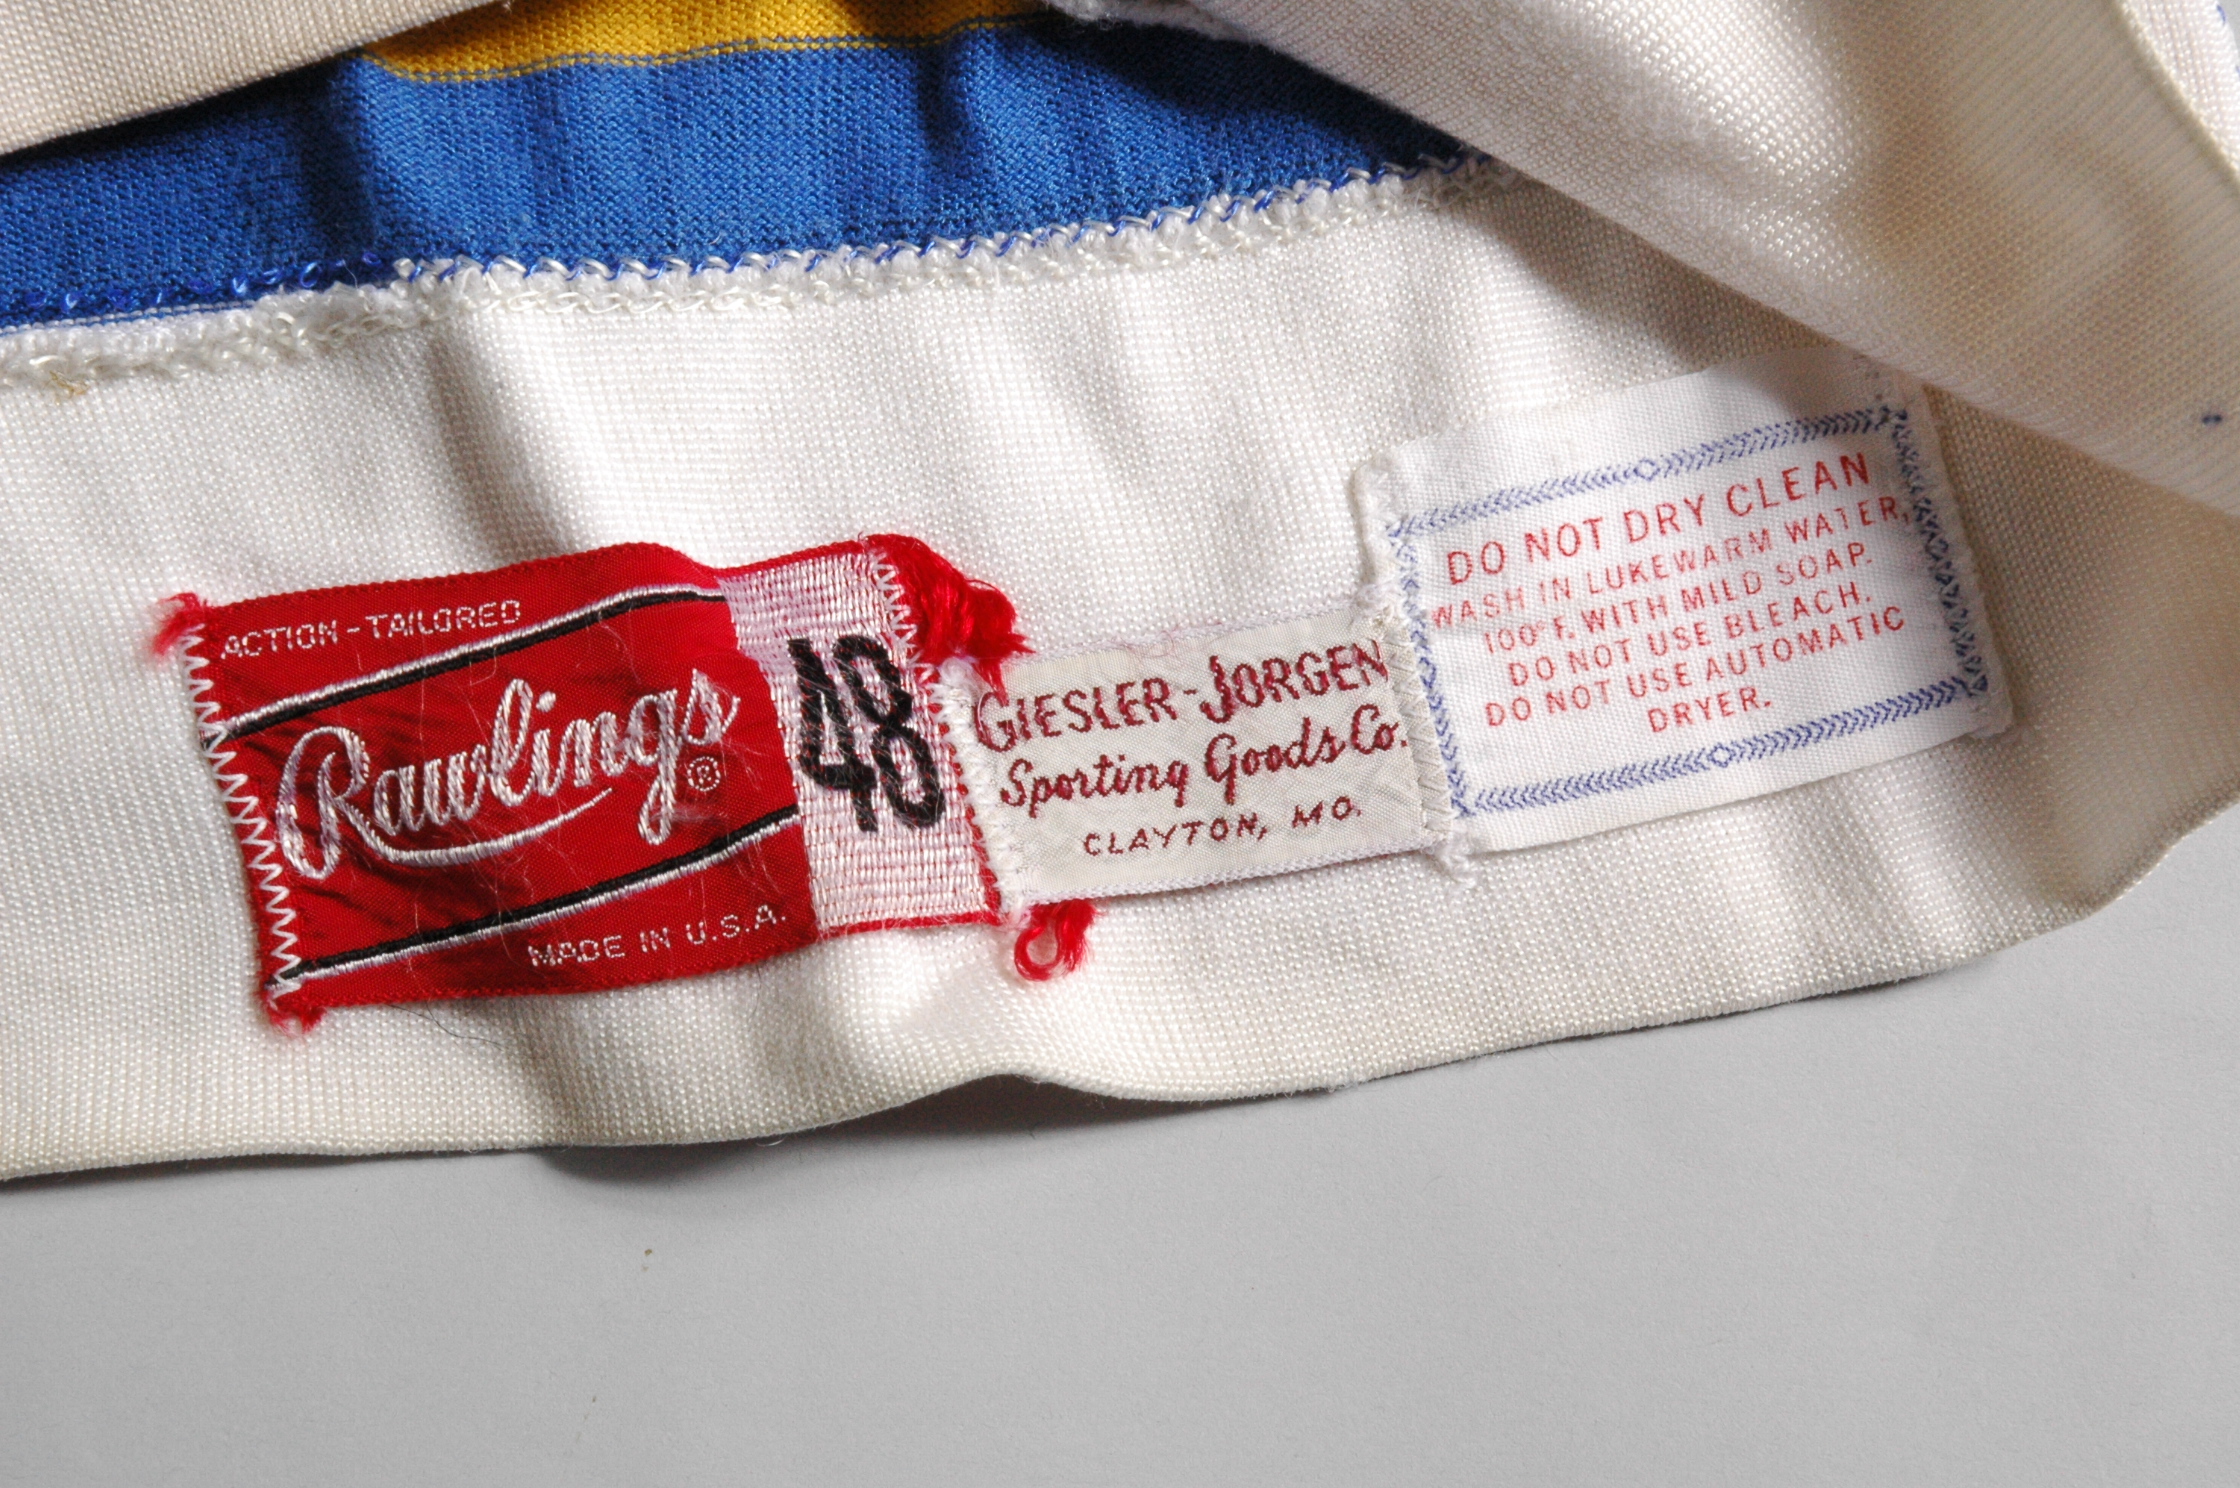 ACTION-TAILORED
Rawlings®
MADE IN U.S.A.
48
GIESLER-JORGEN
Sporting Goods Co.
CLAYTON, MO.
DO NOT DRY CLEAN
WASH IN LUKEWARM WATER,
100°F. WITH MILD SOAP.
DO NOT USE BLEACH.
DO NOT USE AUTOMATIC
DRYER.